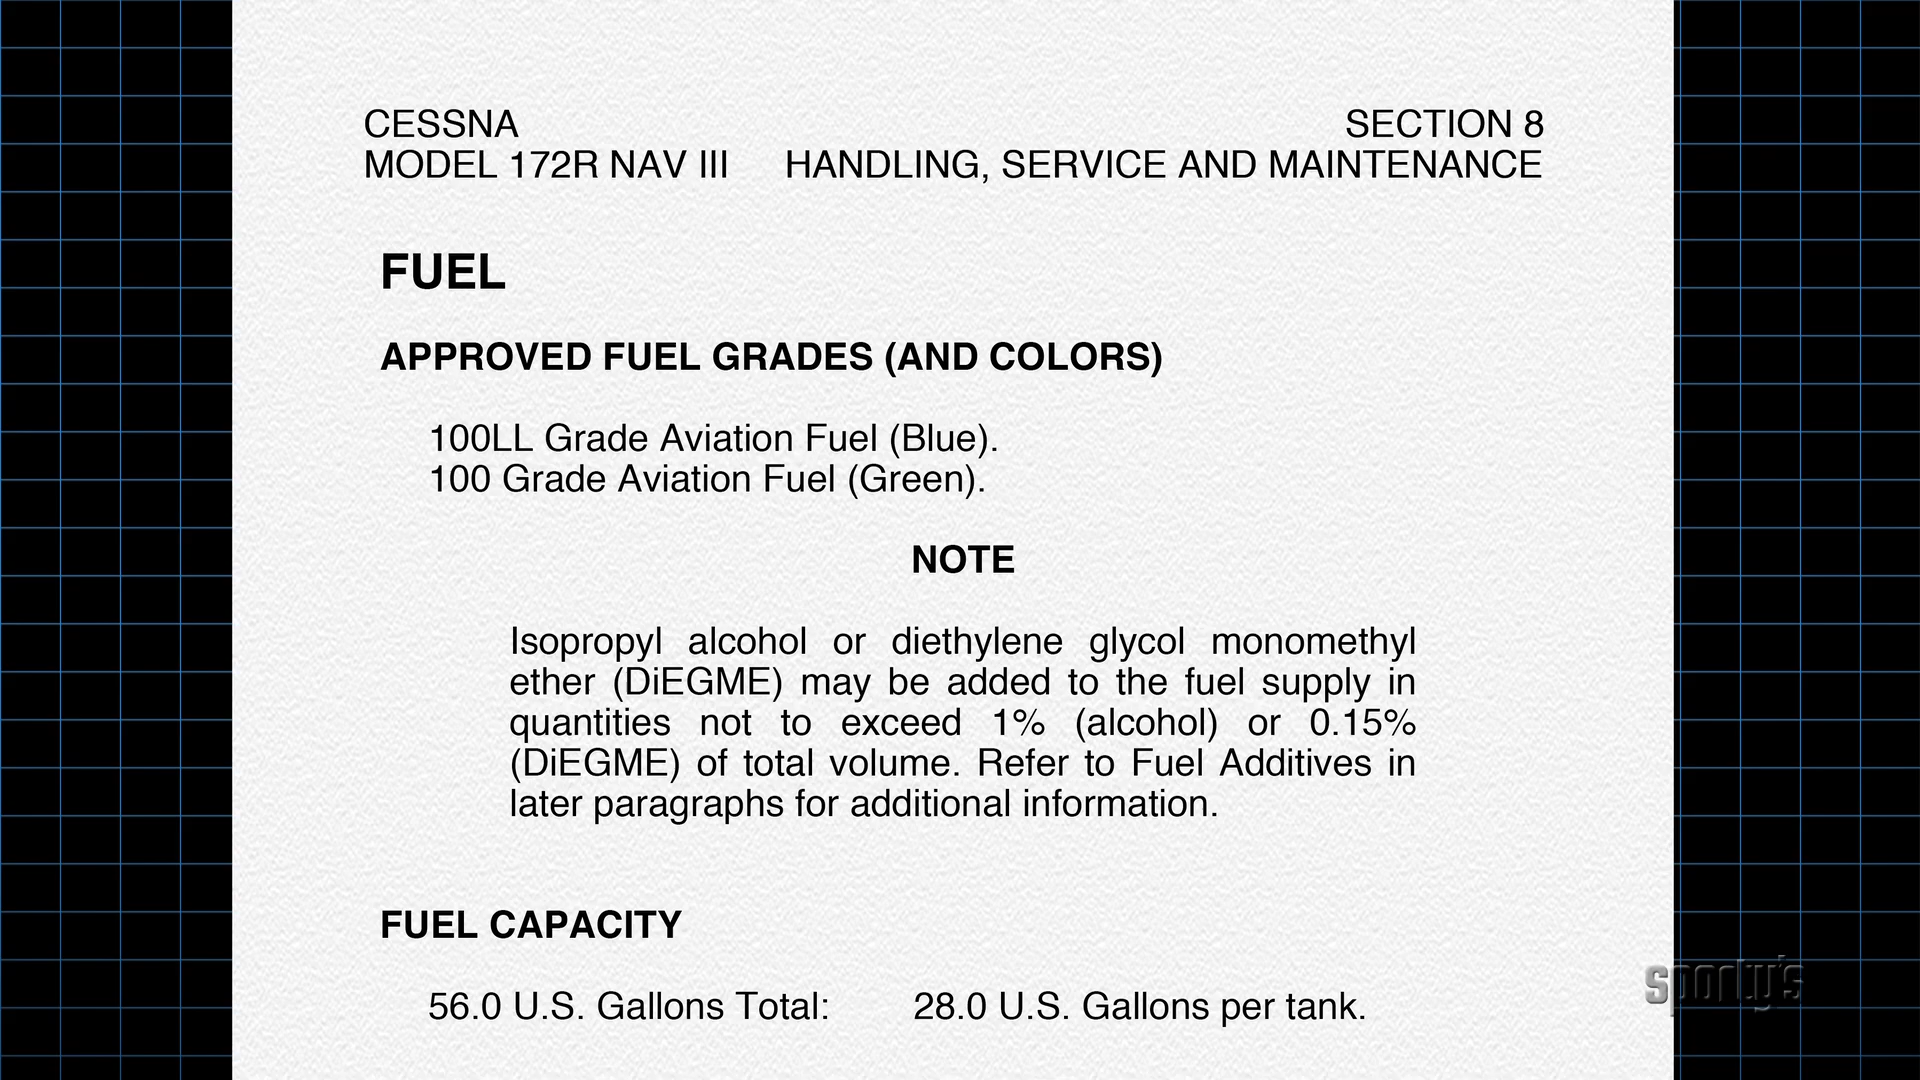 CESSNA SECTION 8
MODEL 172R NAV III HANDLING, SERVICE AND MAINTENANCE
FUEL
APPROVED FUEL GRADES (AND COLORS)
100LL Grade Aviation Fuel (Blue).
100 Grade Aviation Fuel (Green).
NOTE
Isopropyl alcohol or diethylene glycol monomethyl
ether (DiEGME) may be added to the fuel supply in
quantities not to exceed 1% (alcohol) or 0.15%
(DiEGME) of total volume. Refer to Fuel Additives in
later paragraphs for additional information.
FUEL CAPACITY
56.0 U.S. Gallons Total: 28.0 U.S. Gallons per tank.
sporty's